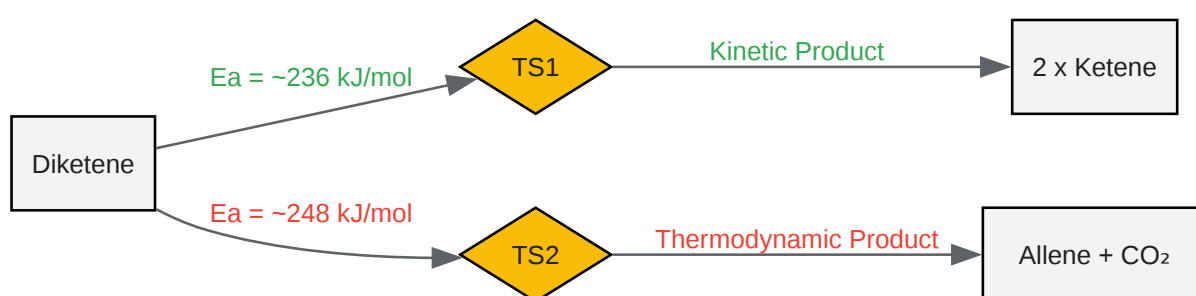 Diketene
Ea = ~236 kJ/mol
TS1
Kinetic Product
2 x Ketene
Ea = ~248 kJ/mol
TS2
Thermodynamic Product
Allene + CO₂